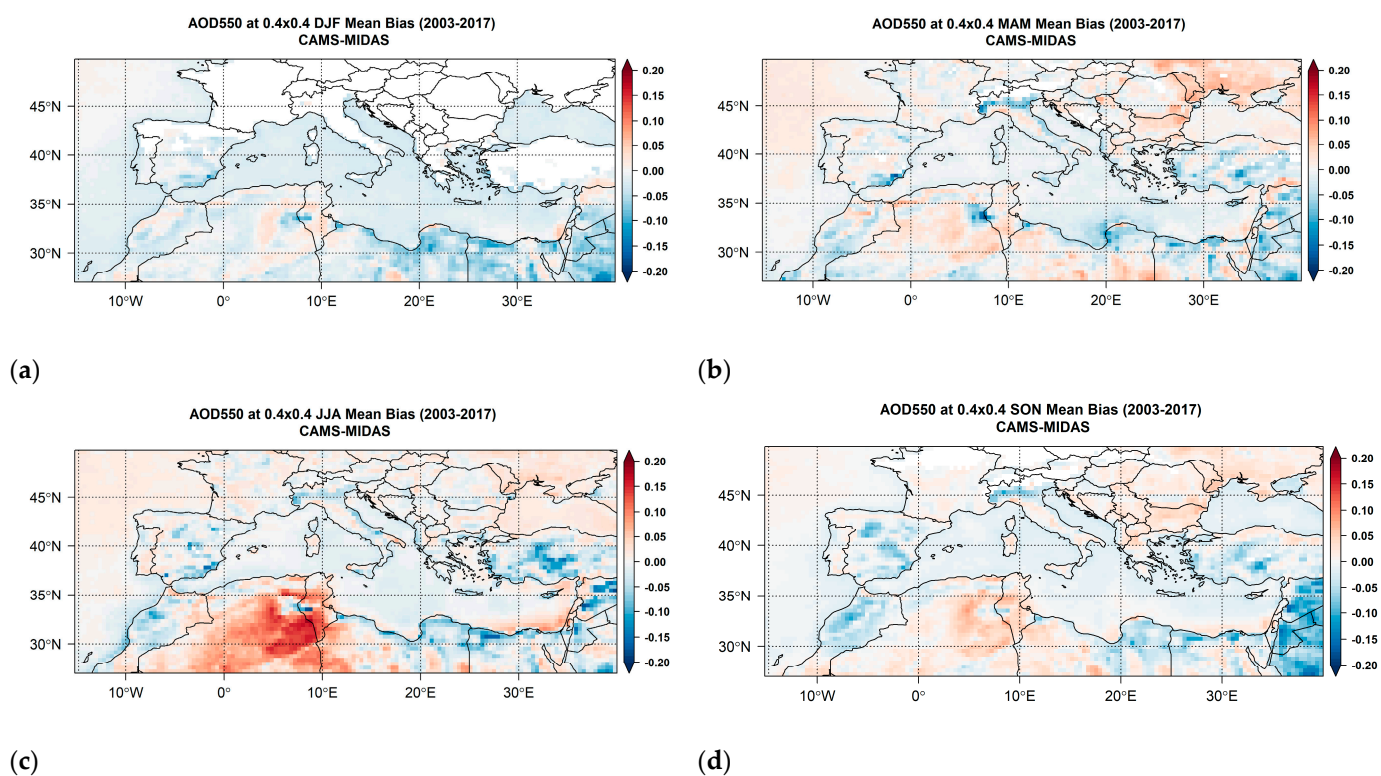 AOD550 at 0.4x0.4 DJF Mean Bias (2003-2017)
CAMS-MIDAS
45°N
40°N
35°N
30°N
10°W
0°
10°E
20°E
30°E
0.20
0.15
0.10
0.05
0.00
-0.05
-0.10
-0.15
-0.20
(a)
AOD550 at 0.4x0.4 MAM Mean Bias (2003-2017)
CAMS-MIDAS
45°N
40°N
35°N
30°N
10°W
0°
10°E
20°E
30°E
0.20
0.15
0.10
0.05
0.00
-0.05
-0.10
-0.15
-0.20
(b)
AOD550 at 0.4x0.4 JJA Mean Bias (2003-2017)
CAMS-MIDAS
45°N
40°N
35°N
30°N
10°W
0°
10°E
20°E
30°E
0.20
0.15
0.10
0.05
0.00
-0.05
-0.10
-0.15
-0.20
(c)
AOD550 at 0.4x0.4 SON Mean Bias (2003-2017)
CAMS-MIDAS
45°N
40°N
35°N
30°N
10°W
0°
10°E
20°E
30°E
0.20
0.15
0.10
0.05
0.00
-0.05
-0.10
-0.15
-0.20
(d)